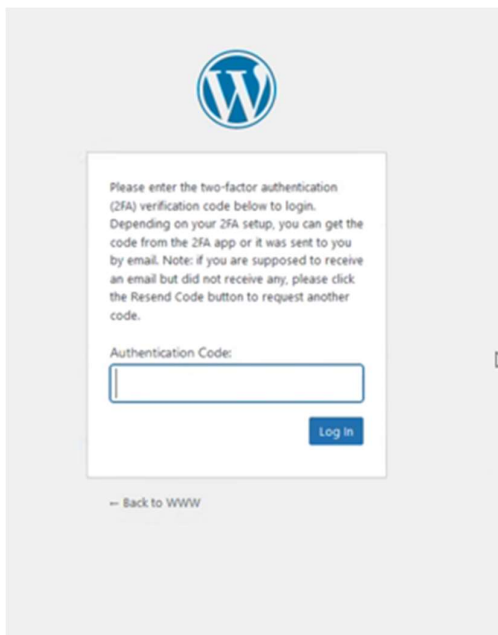 Please enter the two-factor authentication
(2FA) verification code below to login.
Depending on your 2FA setup, you can get the
code from the 2FA app or it was sent to you
by email. Note: if you are supposed to receive
an email but did not receive any, please click
the Resend Code button to request another
code.
Authentication Code:
Log In
← Back to WWW